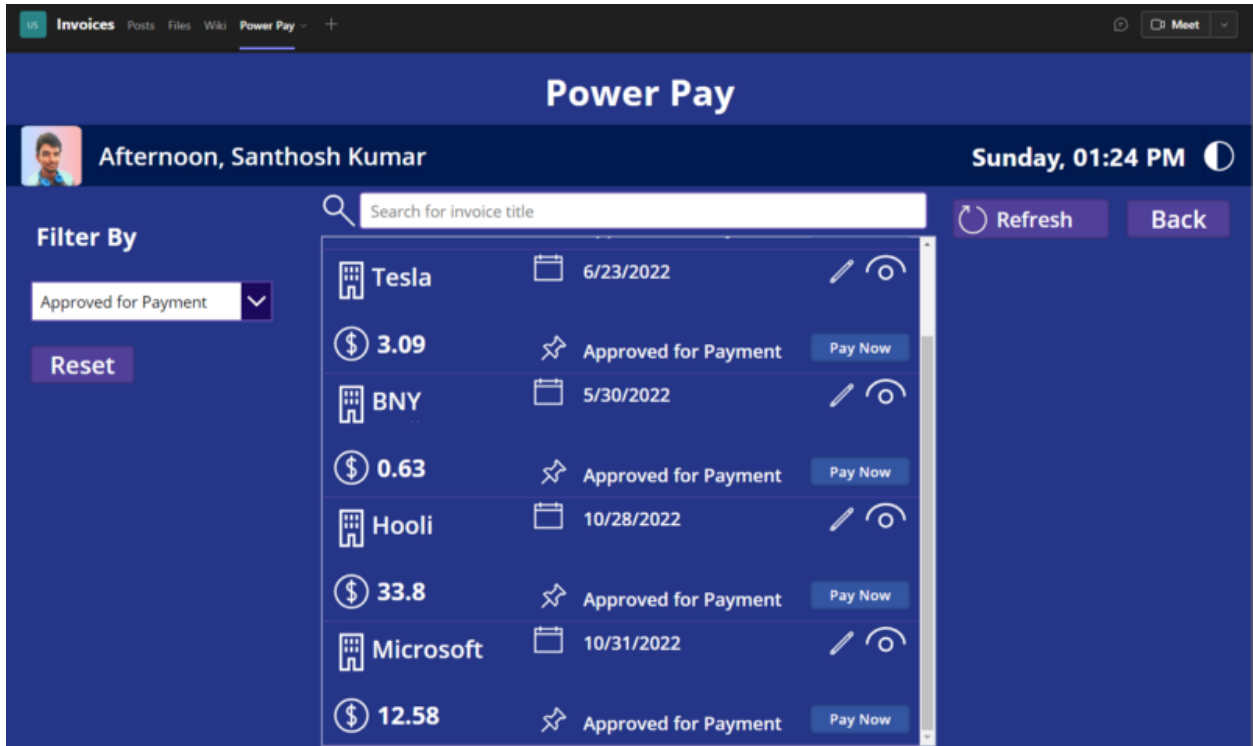 US Invoices Posts Files Wiki Power Pay Meet
Power Pay
Afternoon, Santhosh Kumar Sunday, 01:24 PM
Search for invoice title
Refresh Back
Filter By
Approved for Payment
Reset
Tesla 6/23/2022
$ 3.09 Approved for Payment Pay Now
BNY 5/30/2022
$ 0.63 Approved for Payment Pay Now
Hooli 10/28/2022
$ 33.8 Approved for Payment Pay Now
Microsoft 10/31/2022
$ 12.58 Approved for Payment Pay Now